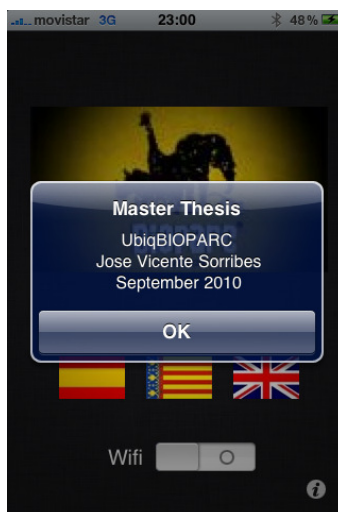 movistar 3G 23:00 48%
Master Thesis
UbiqBIOPARC
Jose Vicente Sorribes
September 2010
OK
Wifi